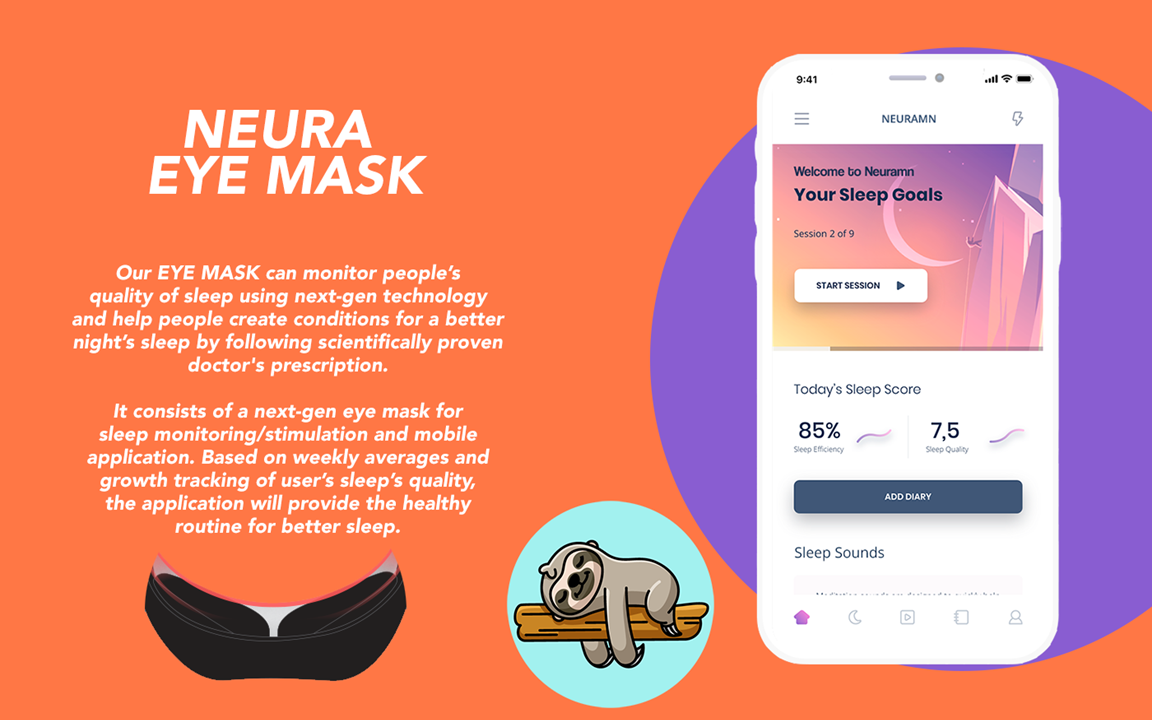 NEURA
EYE MASK
Our EYE MASK can monitor people's
quality of sleep using next-gen technology
and help people create conditions for a better
night's sleep by following scientifically proven
doctor's prescription.
It consists of a next-gen eye mask for
sleep monitoring/stimulation and mobile
application. Based on weekly averages and
growth tracking of user's sleep's quality,
the application will provide the healthy
routine for better sleep.
9:41
NEURAMN
Welcome to Neuramn
Your Sleep Goals
Session 2 of 9
START SESSION
Today's Sleep Score
85% 7,5
Sleep Efficiency Sleep Quality
ADD DIARY
Sleep Sounds